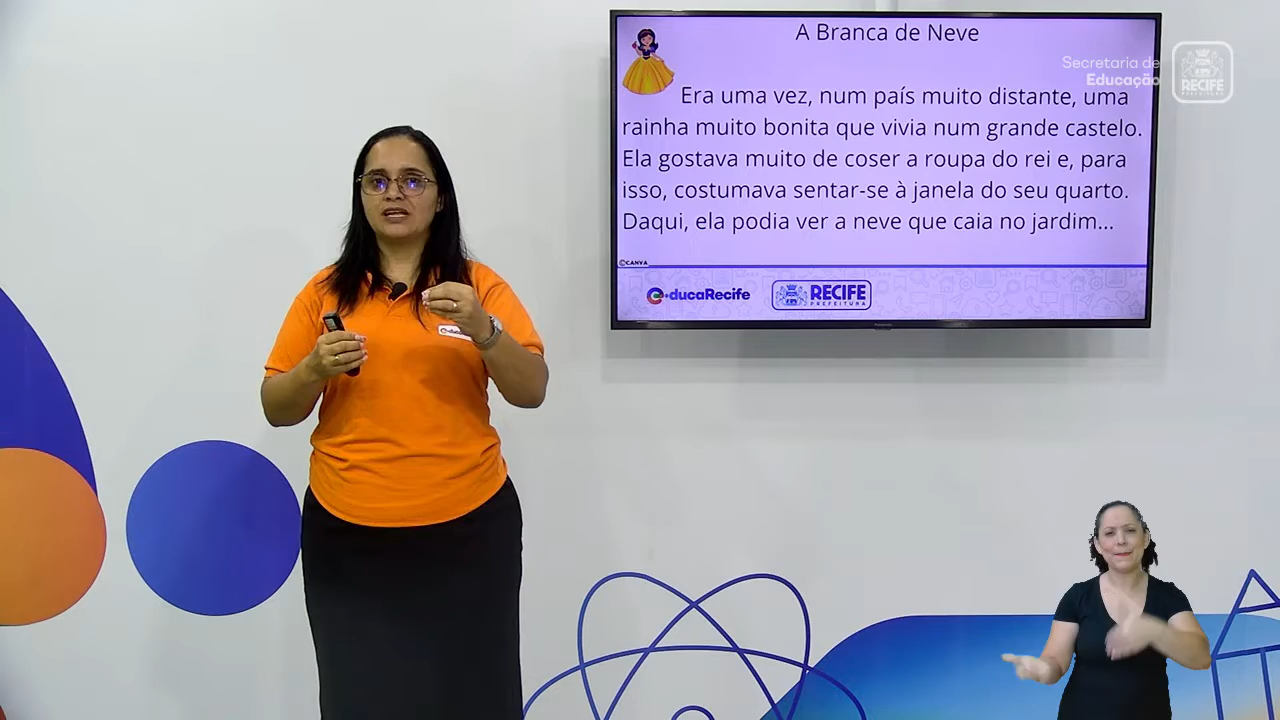 A Branca de Neve
Era uma vez, num país muito distante, uma
rainha muito bonita que vivia num grande castelo.
Ela gostava muito de coser a roupa do rei e, para
isso, costumava sentar-se à janela do seu quarto.
Daqui, ela podia ver a neve que caia no jardim...
©CANVA
e·ducaRecife
RECIFE
PREFEITURA
Secretaria de
Educação
RECIFE
PREFEITURA